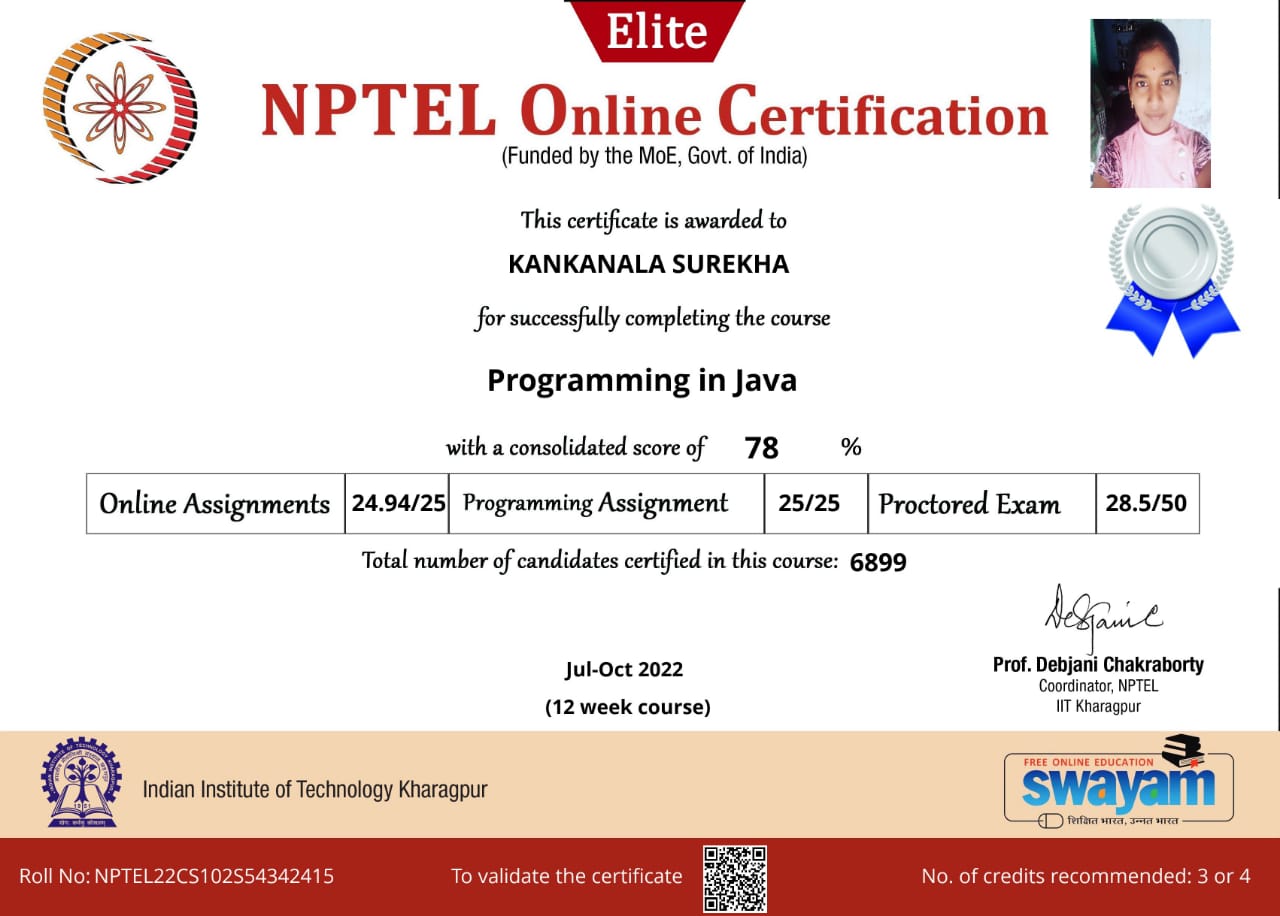 Elite
NPTEL Online Certification
(Funded by the MoE, Govt. of India)
This certificate is awarded to
KANKANALA SUREKHA
for successfully completing the course
Programming in Java
with a consolidated score of 78 %
Online Assignments 24.94/25 Programming Assignment 25/25 Proctored Exam 28.5/50
Total number of candidates certified in this course: 6899
Jul-Oct 2022
(12 week course)
Prof. Debjani Chakraborty
Coordinator, NPTEL
IIT Kharagpur
Indian Institute of Technology Kharagpur
1951
FREE ONLINE EDUCATION
swayam
शिक्षित भारत, उन्नत भारत
Roll No: NPTEL22CS102S54342415 To validate the certificate No. of credits recommended: 3 or 4